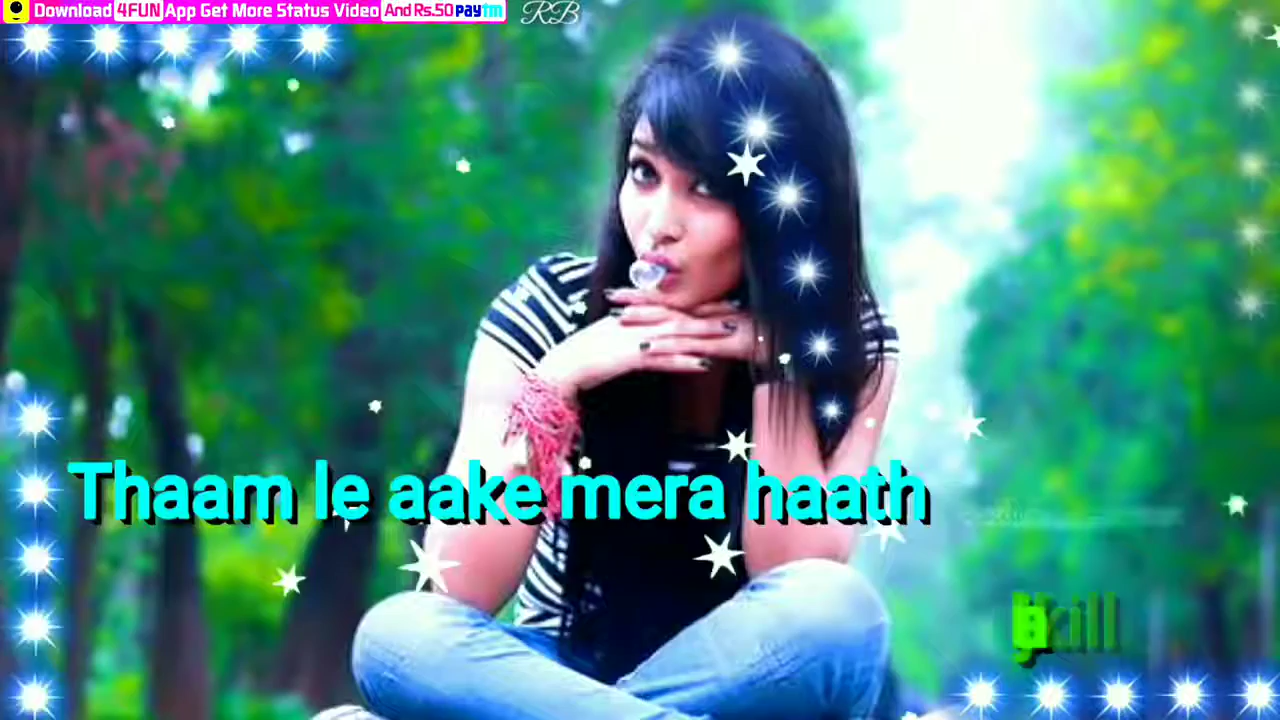 Download 4FUN App Get More Status Video And Rs.50 paytm
RB
Thaam le aake mera haath